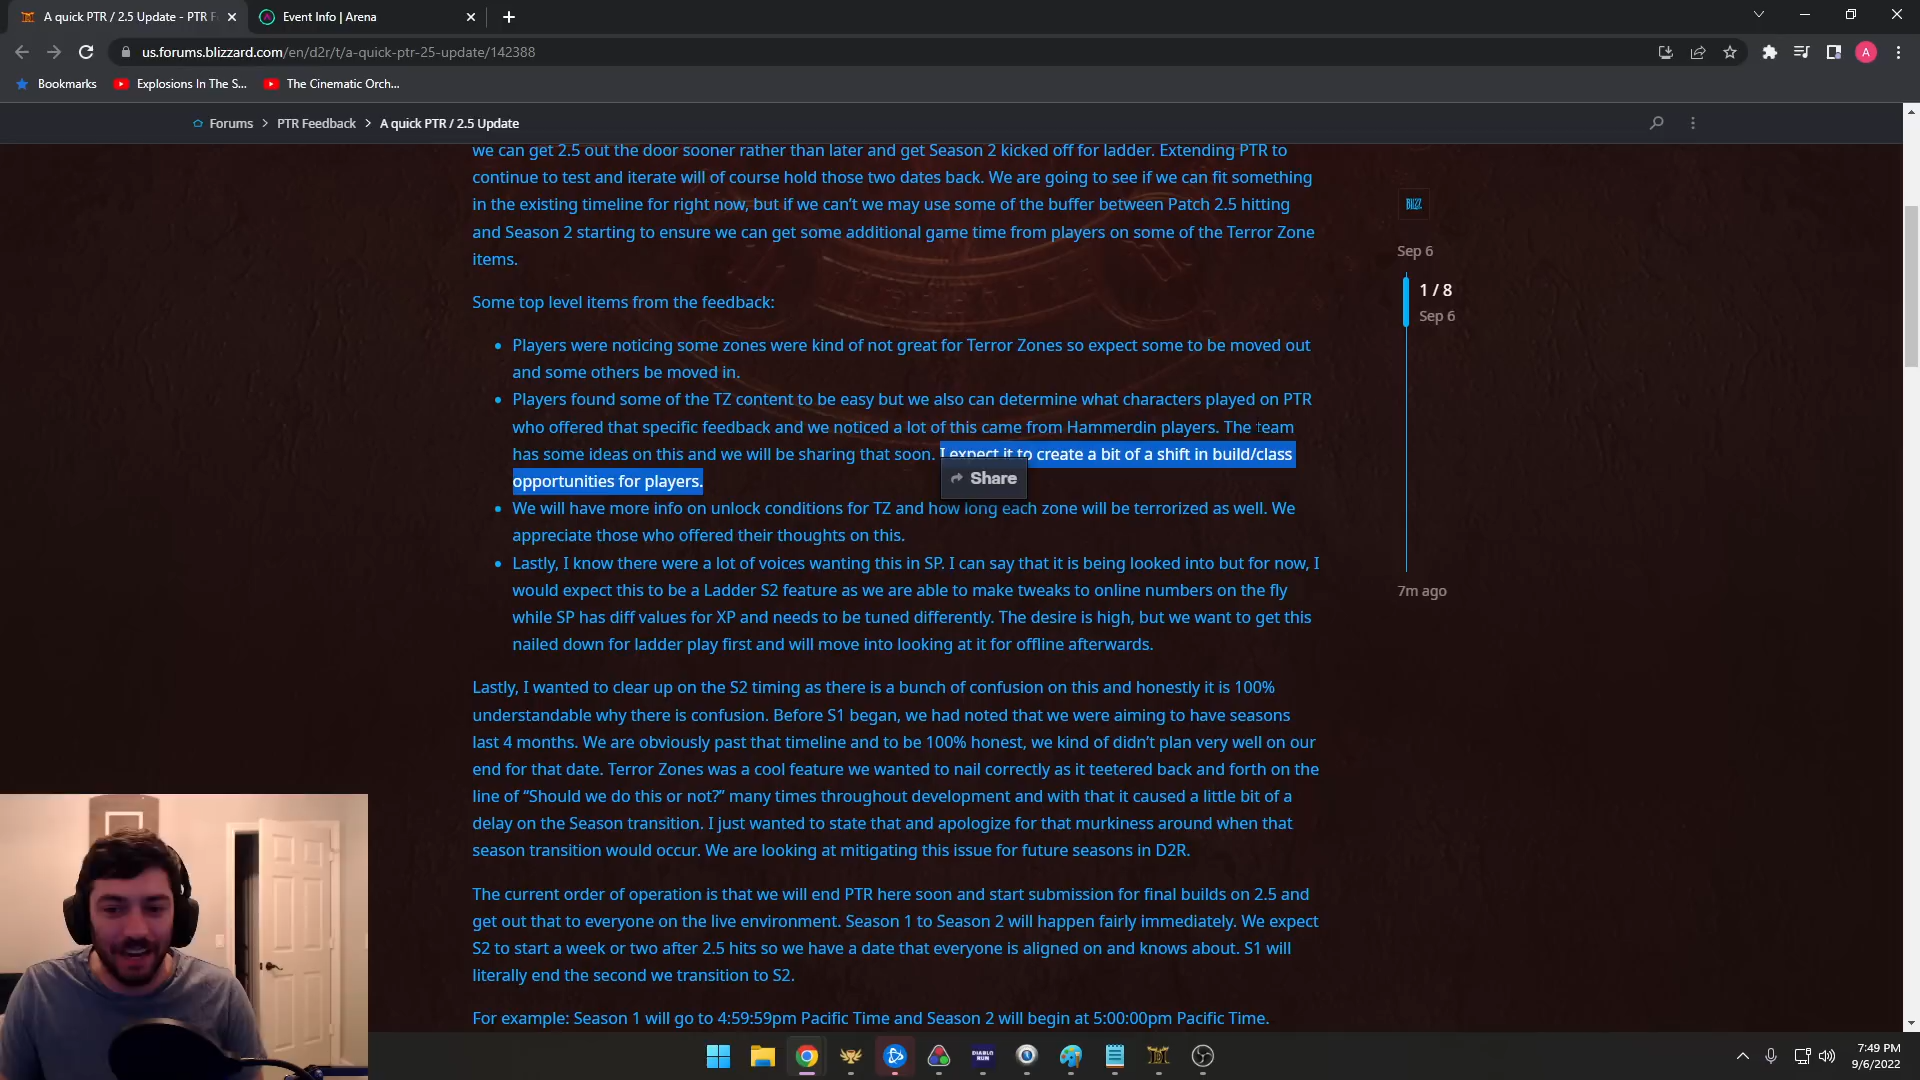 A quick PTR / 2.5 Update - PTR F
Event Info | Arena
us.forums.blizzard.com/en/d2r/t/a-quick-ptr-25-update/142388
A
Bookmarks
Explosions In The S...
The Cinematic Orch...
Forums > PTR Feedback > A quick PTR / 2.5 Update
we can get 2.5 out the door sooner rather than later and get Season 2 kicked off for ladder. Extending PTR to
continue to test and iterate will of course hold those two dates back. We are going to see if we can fit something
in the existing timeline for right now, but if we can’t we may use some of the buffer between Patch 2.5 hitting
and Season 2 starting to ensure we can get some additional game time from players on some of the Terror Zone
items.
Some top level items from the feedback:
• Players were noticing some zones were kind of not great for Terror Zones so expect some to be moved out
and some others be moved in.
• Players found some of the TZ content to be easy but we also can determine what characters played on PTR
who offered that specific feedback and we noticed a lot of this came from Hammerdin players. The team
has some ideas on this and we will be sharing that soon. I expect it to create a bit of a shift in build/class
opportunities for players.
Share
• We will have more info on unlock conditions for TZ and how long each zone will be terrorized as well. We
appreciate those who offered their thoughts on this.
• Lastly, I know there were a lot of voices wanting this in SP. I can say that it is being looked into but for now, I
would expect this to be a Ladder S2 feature as we are able to make tweaks to online numbers on the fly
while SP has diff values for XP and needs to be tuned differently. The desire is high, but we want to get this
nailed down for ladder play first and will move into looking at it for offline afterwards.
Lastly, I wanted to clear up on the S2 timing as there is a bunch of confusion on this and honestly it is 100%
understandable why there is confusion. Before S1 began, we had noted that we were aiming to have seasons
last 4 months. We are obviously past that timeline and to be 100% honest, we kind of didn’t plan very well on our
end for that date. Terror Zones was a cool feature we wanted to nail correctly as it teetered back and forth on the
line of “Should we do this or not?” many times throughout development and with that it caused a little bit of a
delay on the Season transition. I just wanted to state that and apologize for that murkiness around when that
season transition would occur. We are looking at mitigating this issue for future seasons in D2R.
The current order of operation is that we will end PTR here soon and start submission for final builds on 2.5 and
get out that to everyone on the live environment. Season 1 to Season 2 will happen fairly immediately. We expect
S2 to start a week or two after 2.5 hits so we have a date that everyone is aligned on and knows about. S1 will
literally end the second we transition to S2.
For example: Season 1 will go to 4:59:59pm Pacific Time and Season 2 will begin at 5:00:00pm Pacific Time.
BLIZZ
Sep 6
1 / 8
Sep 6
7m ago
DIABLO
RUN
7:49 PM
9/6/2022